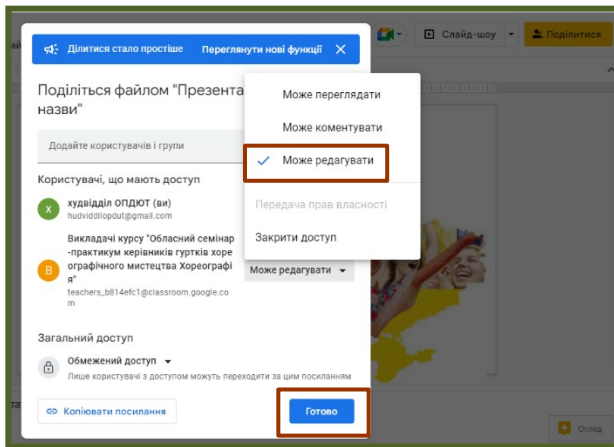 Слайд-шоу
Поділитися
Ділитися стало простіше Переглянути нові функції
Поділіться файлом "Презента
назви"
Додайте користувачів і групи
Може переглядати
Може коментувати
Може редагувати
Передача прав власності
Закрити доступ
Користувачі, що мають доступ
X
худвідділ ОПДЮТ (ви)
hudviddilopdut@gmail.com
В
Викладачі курсу "Обласний семінар
-практикум керівників гуртків хоре
ографічного мистецтва Хореографі
я"
teachers_b814efc1@classroom.google.co
m
Може редагувати
Загальний доступ
Обмежений доступ
Лише користувачі з доступом можуть переходити за цим посиланням
Копіювати посилання
Готово
Огляд